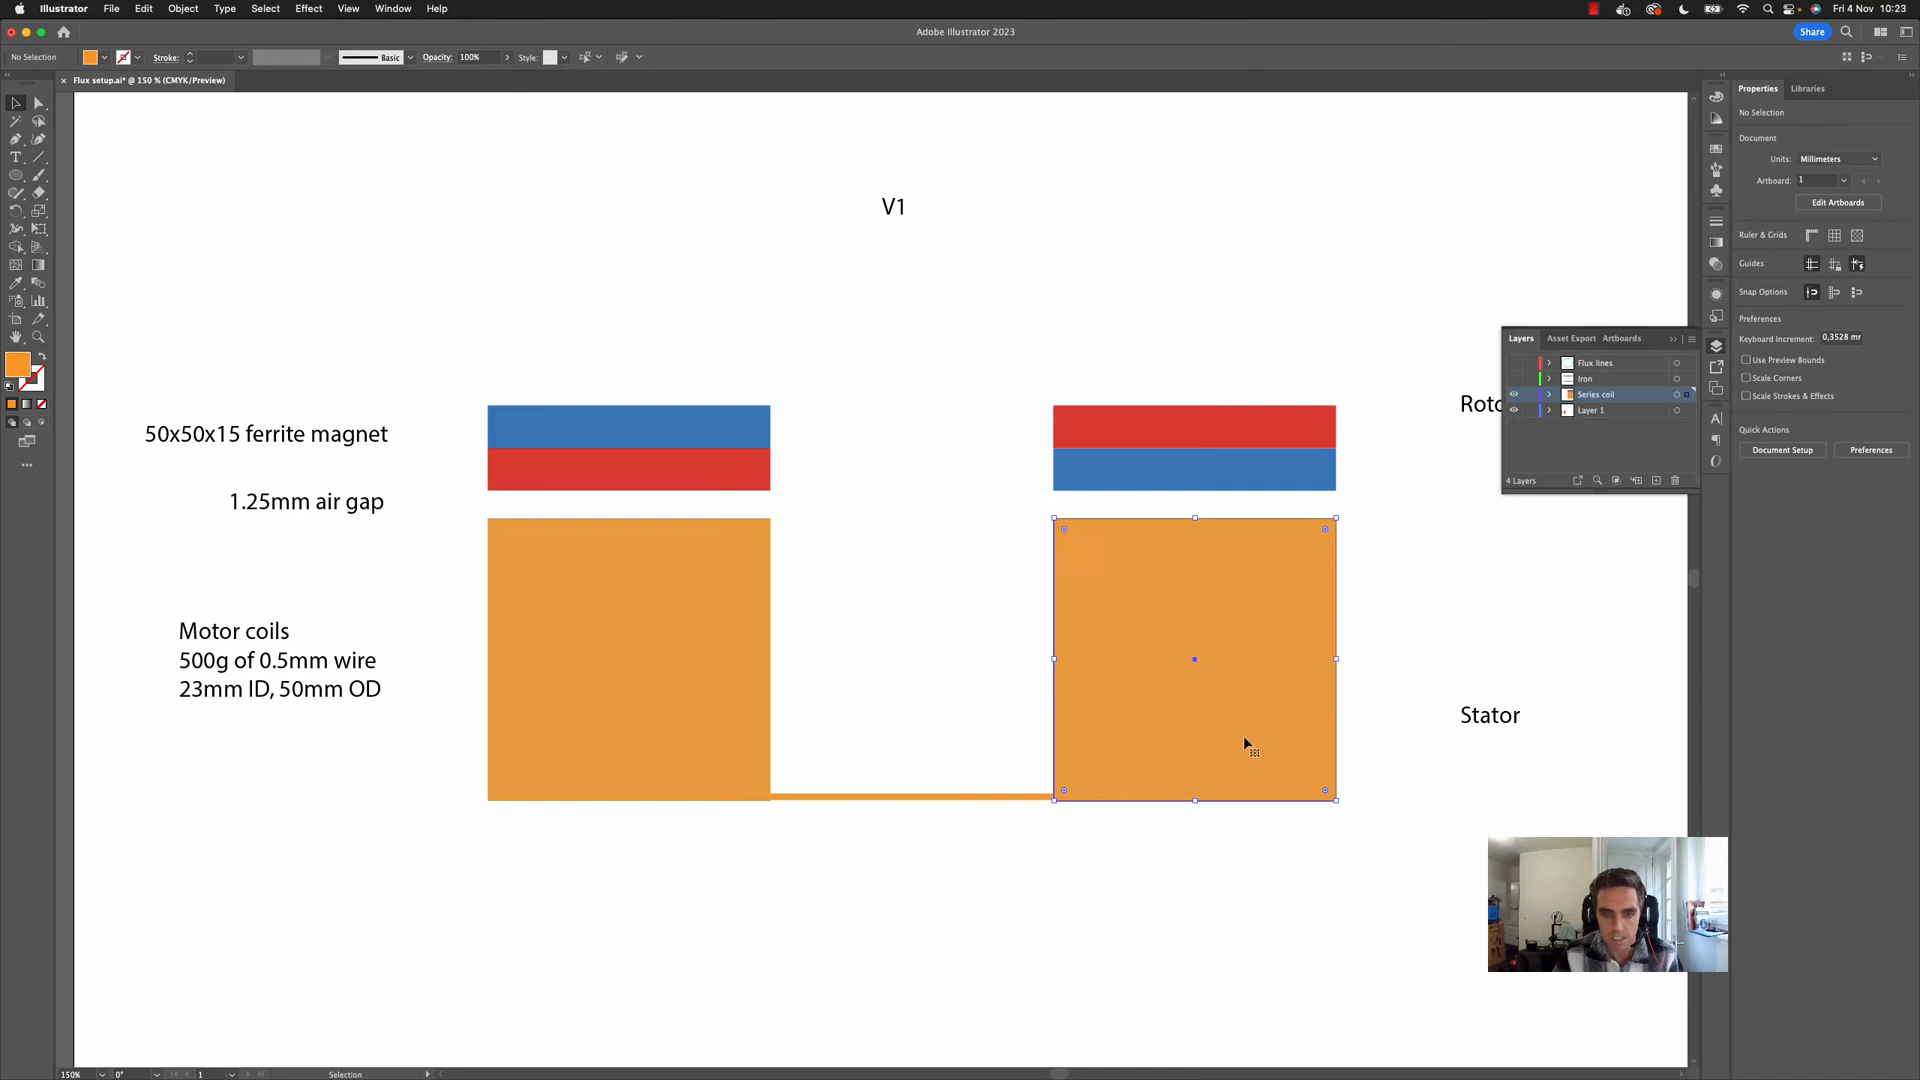 Illustrator File Edit Object Type Select Effect View Window Help
Fri 4 Nov 10:23
Adobe Illustrator 2023
Share
No Selection
Stroke:
Basic
Opacity: 100%
Style:
× Flux setup.ai* @ 150 % (CMYK/Preview)
V1
50x50x15 ferrite magnet
1.25mm air gap
Motor coils
500g of 0.5mm wire
23mm ID, 50mm OD
Stator
Layers Asset Export Artboards
Flux lines
Iron
Series coil
Layer 1
4 Layers
Properties Libraries
No Selection
Document
Units: Millimeters
Artboard: 1
Edit Artboards
Ruler & Grids
Guides
Snap Options
Preferences
Keyboard Increment: 0,3528 mr
Use Preview Bounds
Scale Corners
Scale Strokes & Effects
Quick Actions
Document Setup Preferences
150% 0° 1 Selection